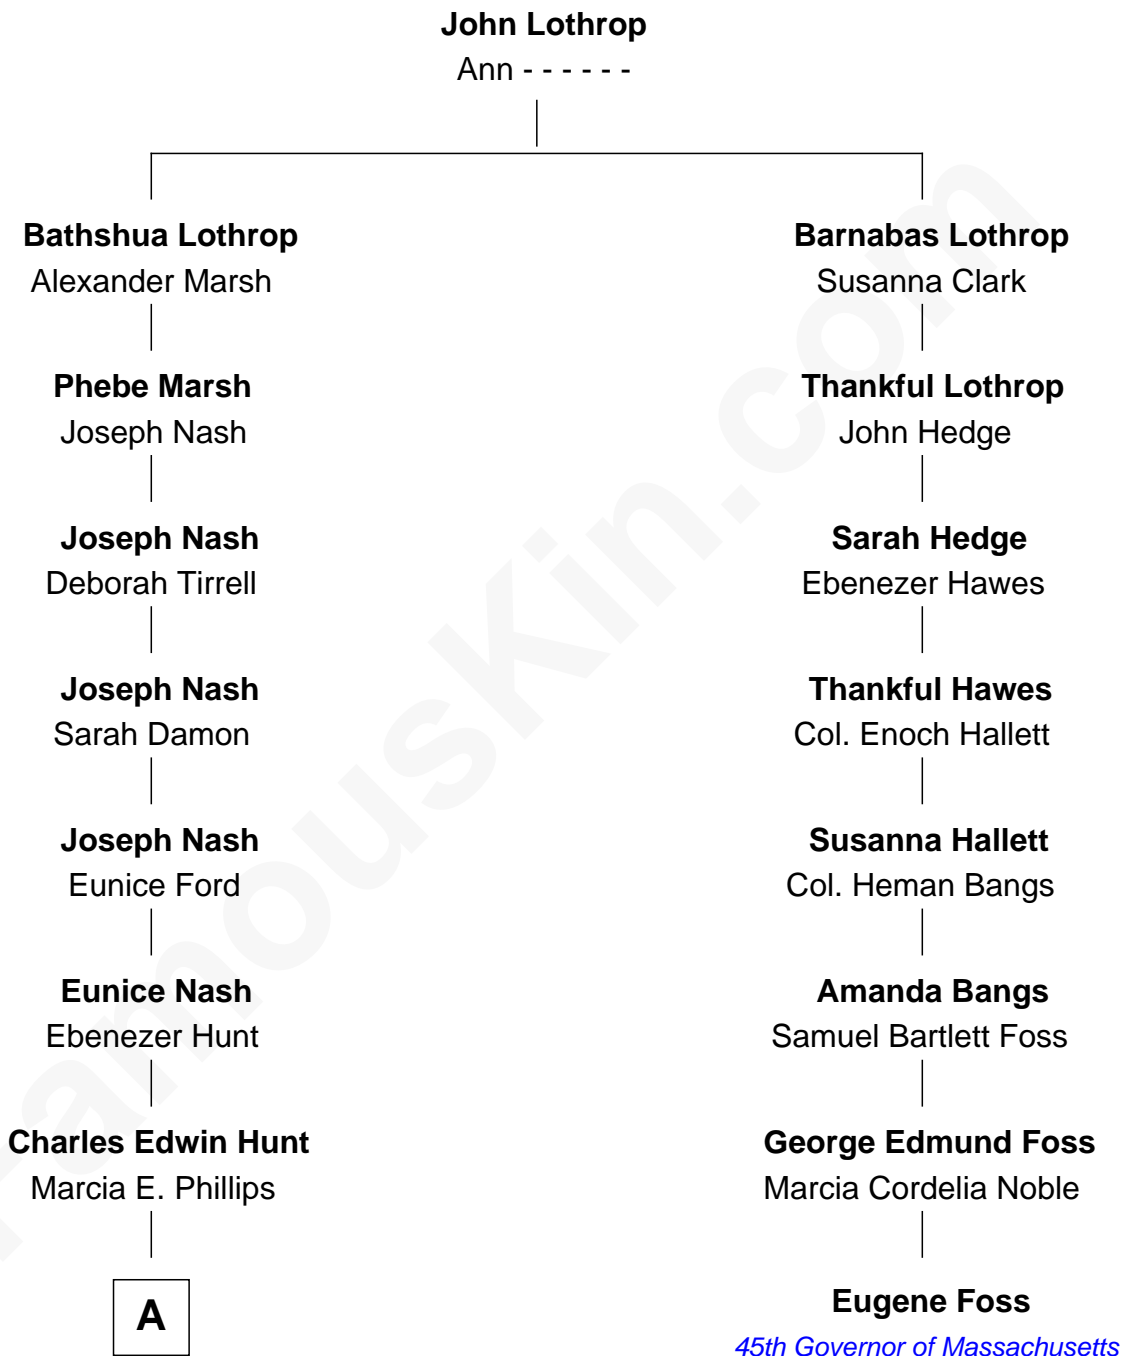 John Lothrop
Ann - - - - - -
Bathshua Lothrop
Alexander Marsh
Barnabas Lothrop
Susanna Clark
Phebe Marsh
Joseph Nash
Thankful Lothrop
John Hedge
Joseph Nash
Deborah Tirrell
Sarah Hedge
Ebenezer Hawes
Joseph Nash
Sarah Damon
Thankful Hawes
Col. Enoch Hallett
Joseph Nash
Eunice Ford
Susanna Hallett
Col. Heman Bangs
Eunice Nash
Ebenezer Hunt
Amanda Bangs
Samuel Bartlett Foss
Charles Edwin Hunt
Marcia E. Phillips
George Edmund Foss
Marcia Cordelia Noble
A
Eugene Foss
45th Governor of Massachusetts
FamousKin.com